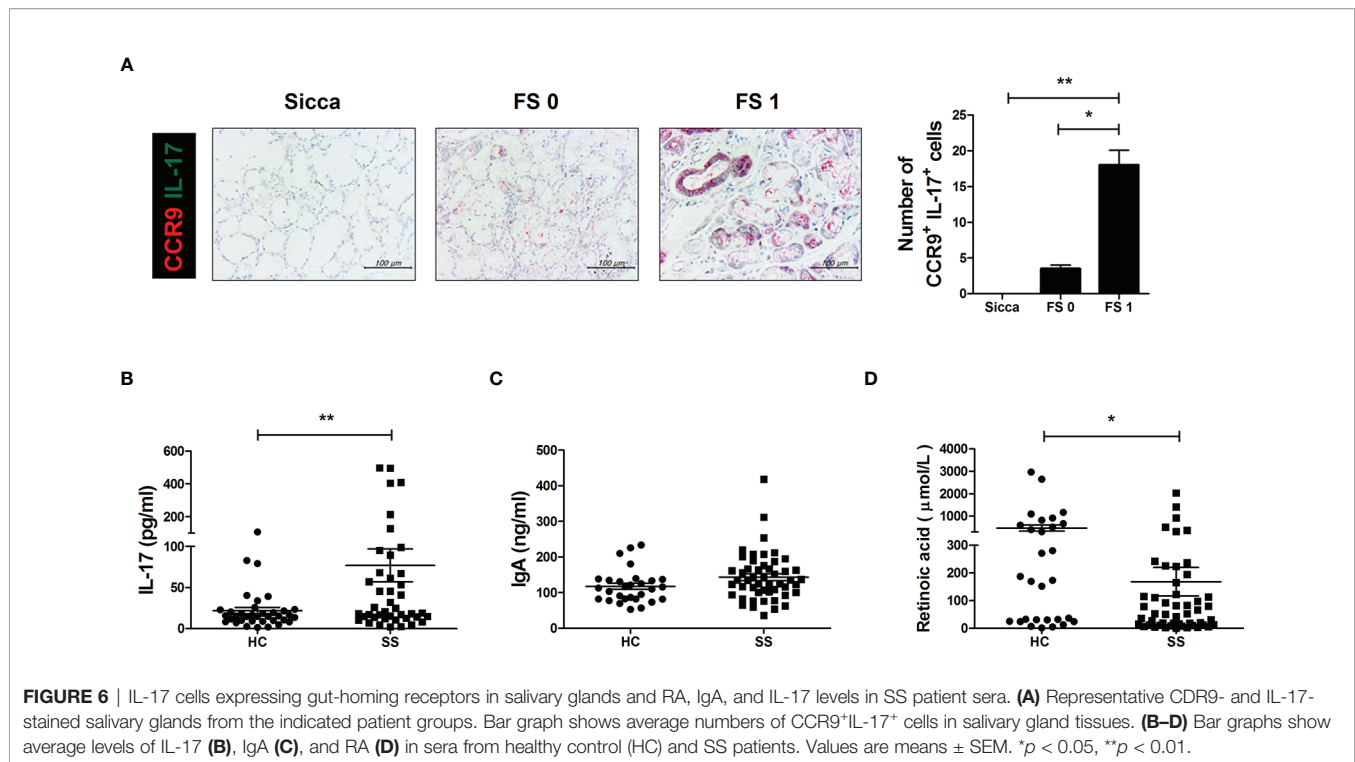 A
Sicca
FS 0
FS 1
CCR9 IL-17
100 µm
100 µm
100 µm
Number of
CCR9⁺ IL-17⁺ cells
25
20
15
10
5
0
**
*
Sicca
FS 0
FS 1
B
IL-17 (pg/ml)
600
400
200
100
50
0
**
HC
SS
C
IgA (ng/ml)
500
400
300
200
100
0
HC
SS
D
Retinoic acid ( µmol/L)
4000
3000
2000
1000
300
200
100
0
*
HC
SS
FIGURE 6 | IL-17 cells expressing gut-homing receptors in salivary glands and RA, IgA, and IL-17 levels in SS patient sera. (A) Representative CDR9- and IL-17-
stained salivary glands from the indicated patient groups. Bar graph shows average numbers of CCR9⁺IL-17⁺ cells in salivary gland tissues. (B–D) Bar graphs show
average levels of IL-17 (B), IgA (C), and RA (D) in sera from healthy control (HC) and SS patients. Values are means ± SEM. *p < 0.05, **p < 0.01.